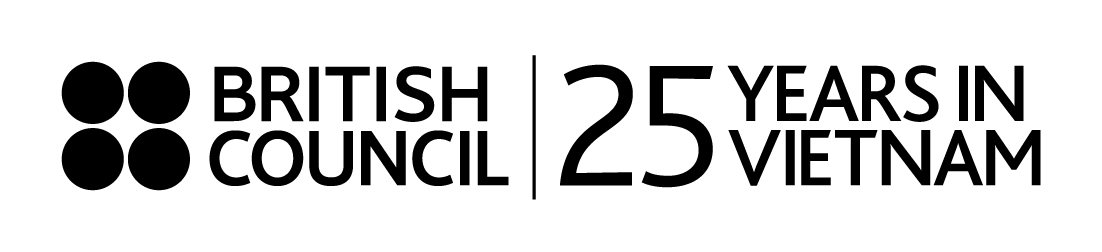 BRITISH
COUNCIL
25
YEARS IN
VIETNAM